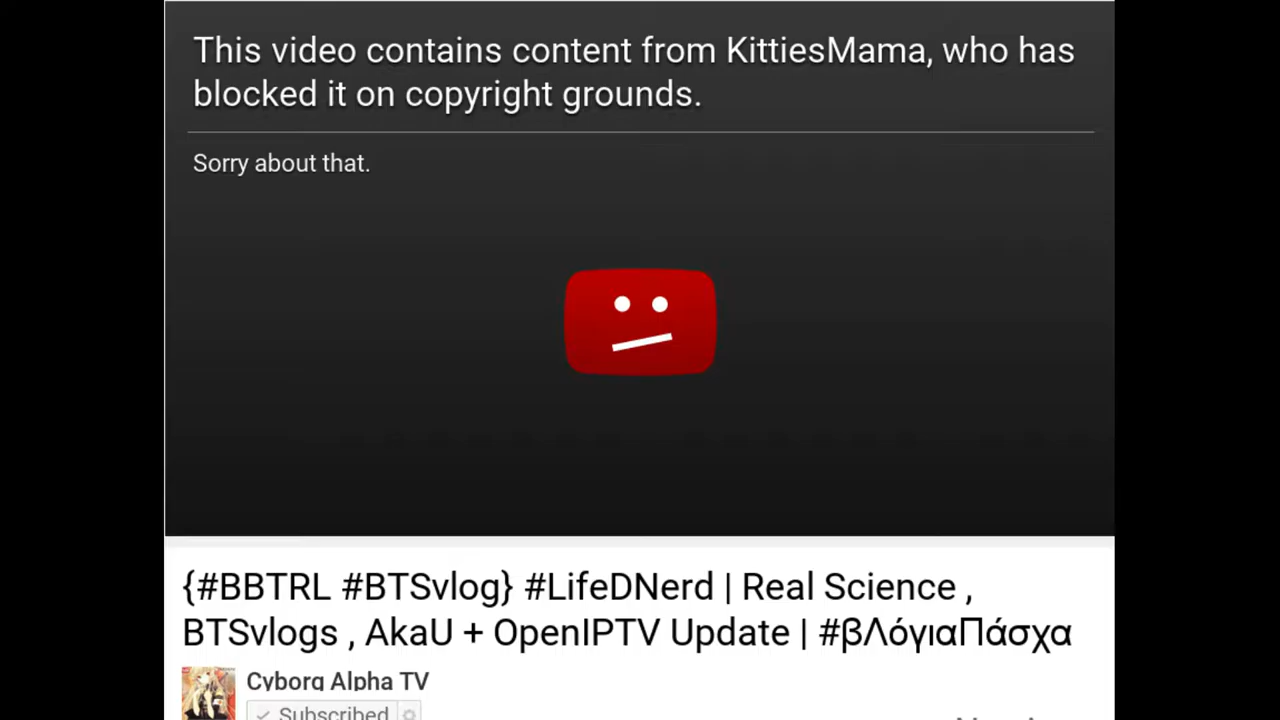 This video contains content from KittiesMama, who has
blocked it on copyright grounds.
Sorry about that.
{#BBTRL #BTSvlog} #LifeDNerd | Real Science ,
BTSvlogs , AkaU + OpenIPTV Update | #βΛόγιαΠάσχα
Cyborg Alpha TV
Subscribed